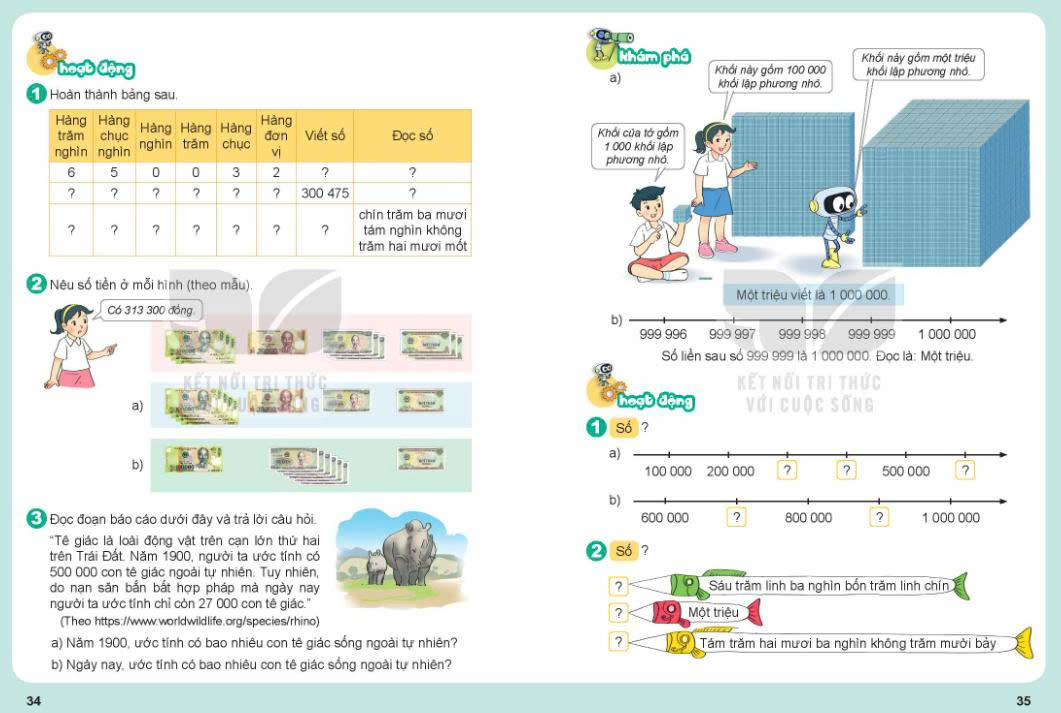 hoạt động
1 Hoàn thành bảng sau.
Hàng trăm nghìn Hàng chục nghìn Hàng nghìn Hàng trăm Hàng chục Hàng đơn vị Viết số Đọc số
6 5 0 0 3 2 ? ?
? ? ? ? ? ? 300 475 ?
? ? ? ? ? ? ? chín trăm ba mươi tám nghìn không trăm hai mươi mốt
2 Nêu số tiền ở mỗi hình (theo mẫu).
Có 313 300 đồng.
a)
b)
KẾT NỐI TRI THỨC
VỚI CUỘC SỐNG
3 Đọc đoạn báo cáo dưới đây và trả lời câu hỏi.
“Tê giác là loài động vật trên cạn lớn thứ hai
trên Trái Đất. Năm 1900, người ta ước tính có
500 000 con tê giác ngoài tự nhiên. Tuy nhiên,
do nạn săn bắn bất hợp pháp mà ngày nay
người ta ước tính chỉ còn 27 000 con tê giác.”
(Theo https://www.worldwildlife.org/species/rhino)
a) Năm 1900, ước tính có bao nhiêu con tê giác sống ngoài tự nhiên?
b) Ngày nay, ước tính có bao nhiêu con tê giác sống ngoài tự nhiên?
34
khám phá
a)
Khối của tớ gồm
1 000 khối lập
phương nhỏ.
Khối này gồm 100 000
khối lập phương nhỏ.
Khối này gồm một triệu
khối lập phương nhỏ.
Một triệu viết là 1 000 000.
b)
999 996 999 997 999 998 999 999 1 000 000
Số liền sau số 999 999 là 1 000 000. Đọc là: Một triệu.
KẾT NỐI TRI THỨC
VỚI CUỘC SỐNG
hoạt động
1 Số ?
a)
100 000 200 000 ? ? 500 000 ?
b)
600 000 ? 800 000 ? 1 000 000
2 Số ?
? Sáu trăm linh ba nghìn bốn trăm linh chín
? Một triệu
? Tám trăm hai mươi ba nghìn không trăm mười bảy
35